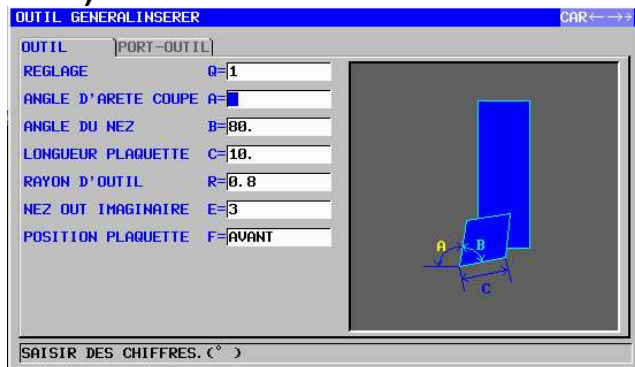 OUTIL GENERALINSERER CAR←–→→
OUTIL PORT-OUTIL
REGLAGE Q=1
ANGLE D'ARETE COUPE A=
ANGLE DU NEZ B=80.
LONGUEUR PLAQUETTE C=10.
RAYON D'OUTIL R=0.8
NEZ OUT IMAGINAIRE E=3
POSITION PLAQUETTE F=AVANT
A B
C
SAISIR DES CHIFFRES.(° )